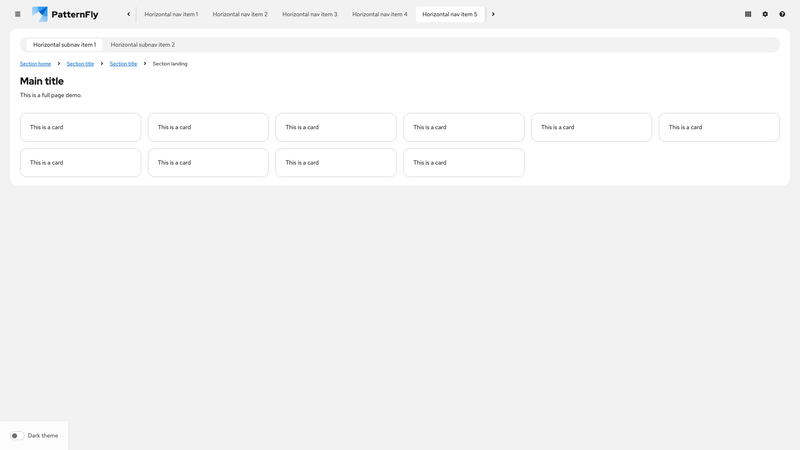 PatternFly
Horizontal nav item 1
Horizontal nav item 2
Horizontal nav item 3
Horizontal nav item 4
Horizontal nav item 5
Horizontal subnav item 1
Horizontal subnav item 2
Section home
Section title
Section title
Section landing
Main title
This is a full page demo.
This is a card
This is a card
This is a card
This is a card
This is a card
This is a card
This is a card
This is a card
This is a card
This is a card
Dark theme